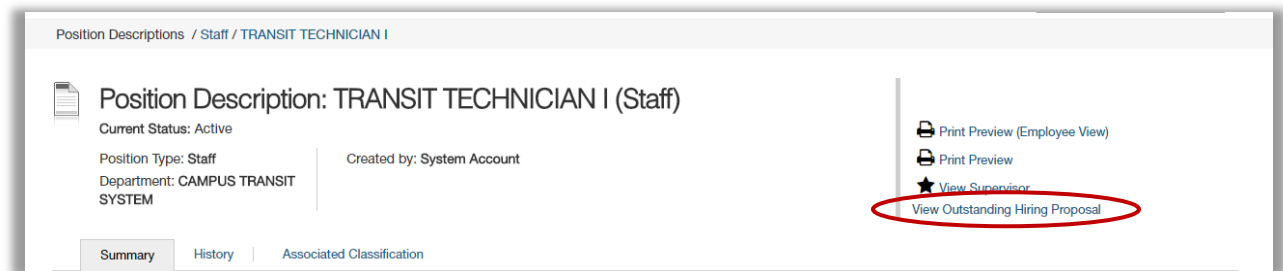 Position Descriptions / Staff / TRANSIT TECHNICIAN I
Position Description: TRANSIT TECHNICIAN I (Staff)
Current Status: Active
Position Type: Staff
Department: CAMPUS TRANSIT
SYSTEM
Created by: System Account
Print Preview (Employee View)
Print Preview
View Supervisor
View Outstanding Hiring Proposal
Summary
History
Associated Classification